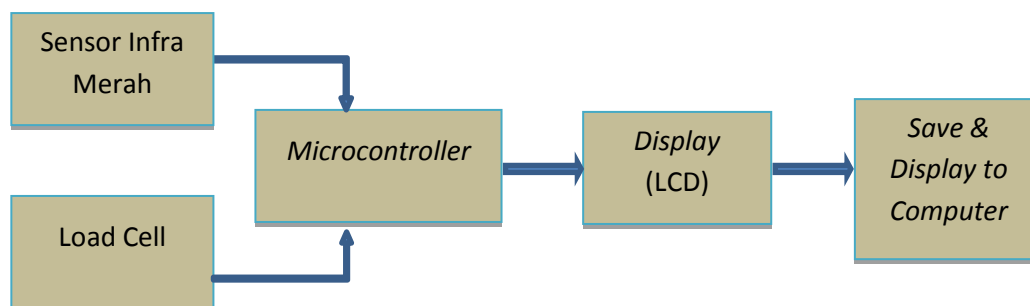 Sensor Infra
Merah
Microcontroller
Display
(LCD)
Save &
Display to
Computer
Load Cell